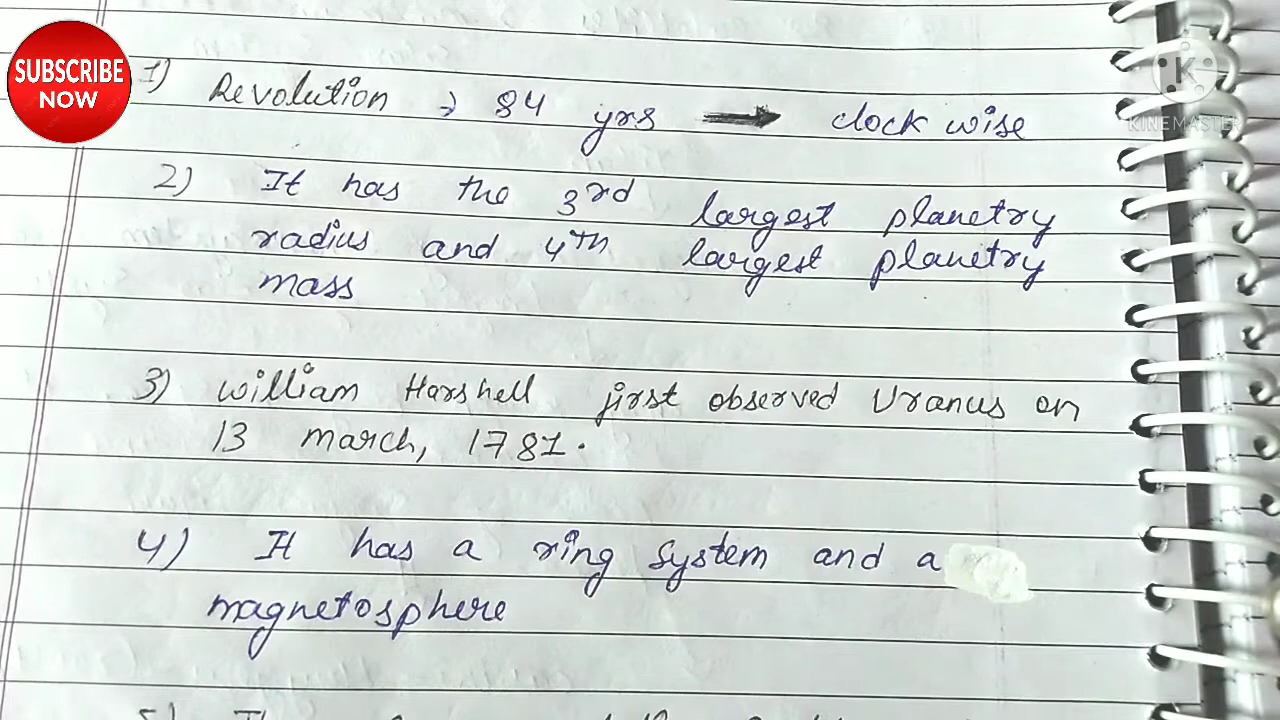 SUBSCRIBE
NOW
K
KINEMASTER
1) Revolution → 84 yrs → clock wise
2) It has the 3rd largest planetry
radius and 4th largest planetry
mass
3) William Harshell first observed Uranus on
13 march, 1781.
4) It has a ring system and a
magnetosphere
5)